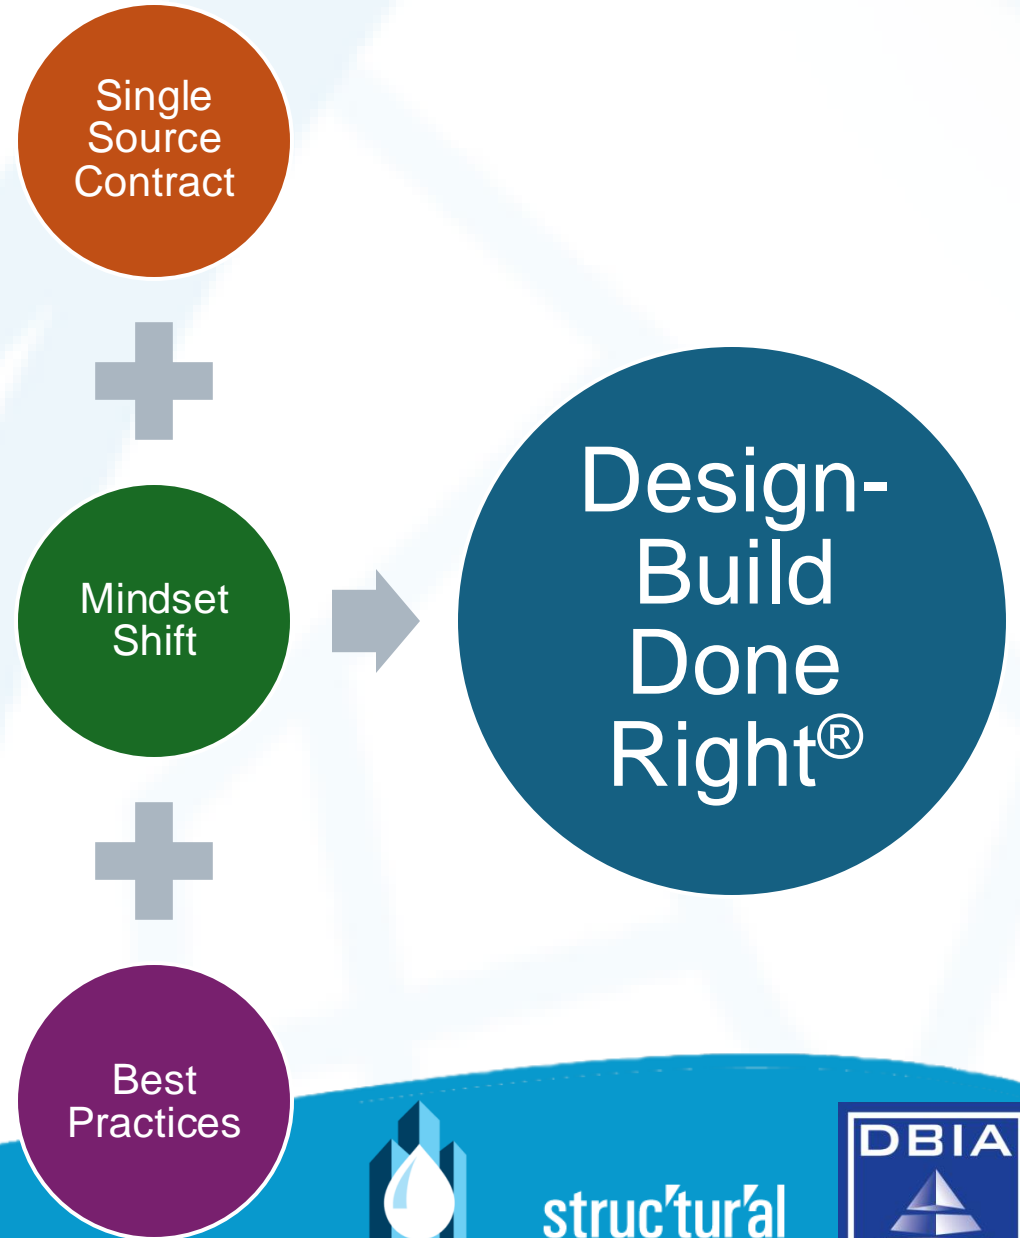 Single
Source
Contract
Mindset
Shift
Best
Practices
Design-
Build
Done
Right®
struc'tur'al
DBIA